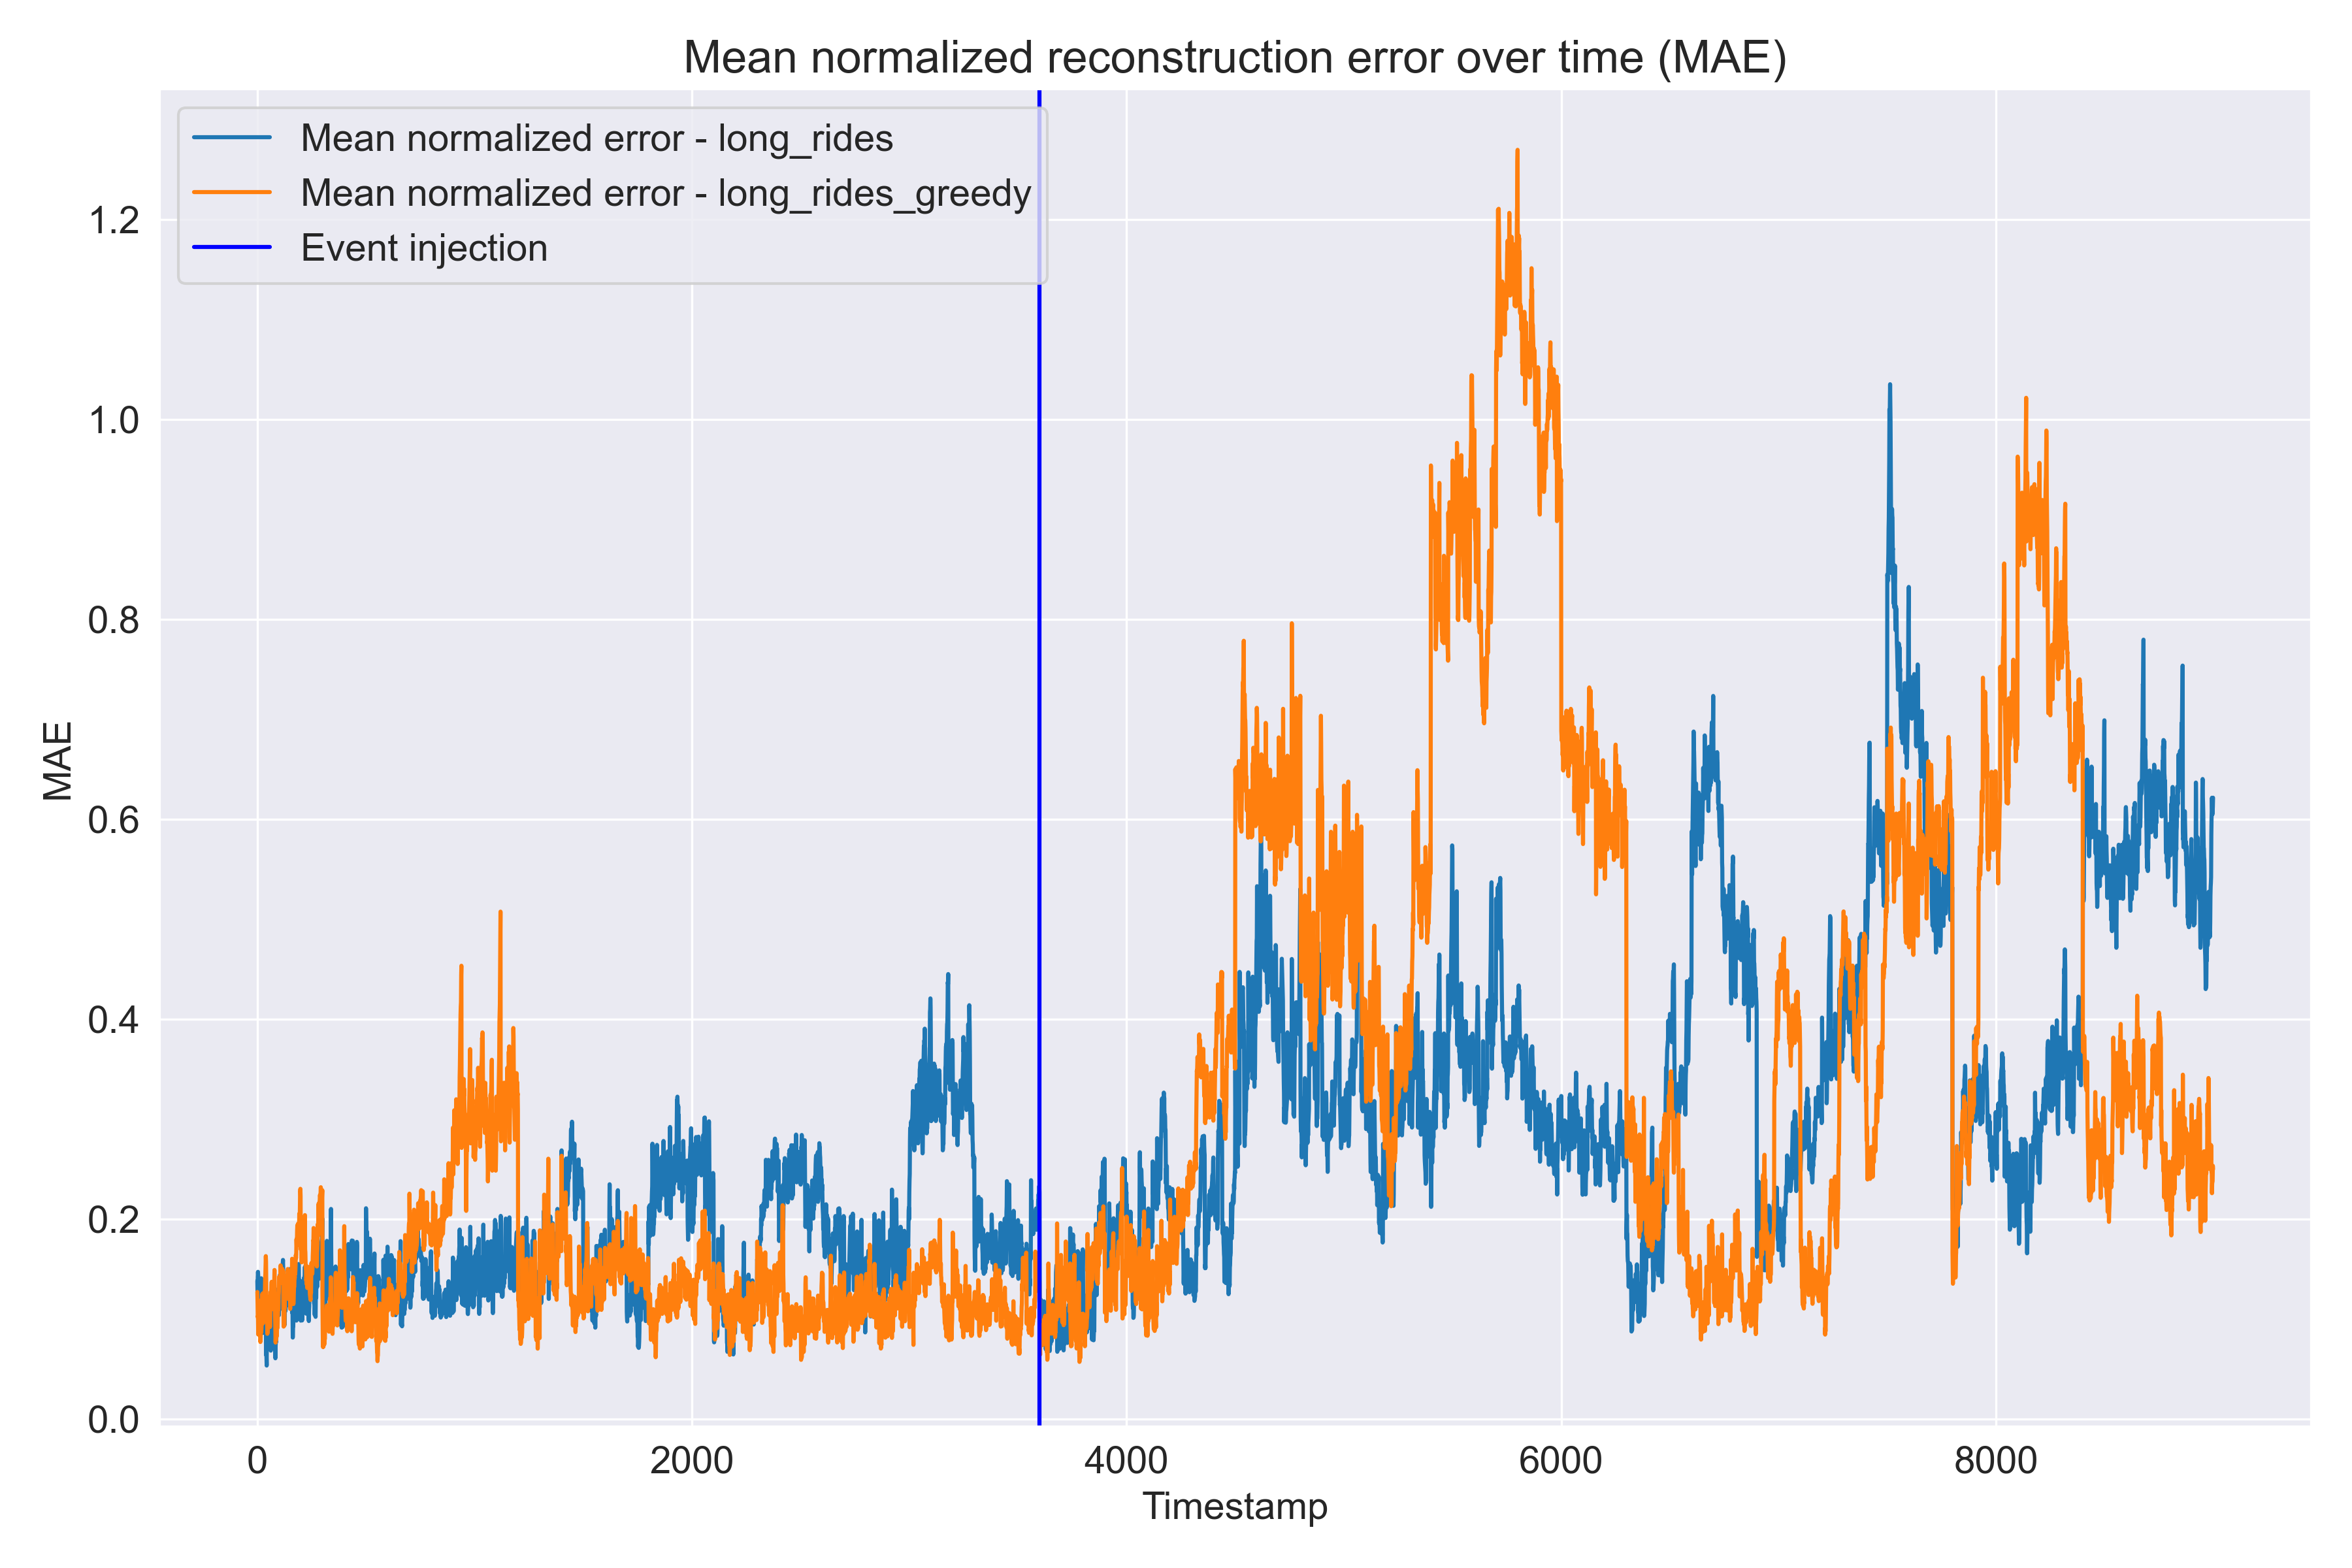 Mean normalized reconstruction error over time (MAE)
Mean normalized error - long_rides
Mean normalized error - long_rides_greedy
Event injection
1.2
1.0
0.8
0.6
0.4
0.2
0.0
MAE
0 2000 4000 6000 8000
Timestamp